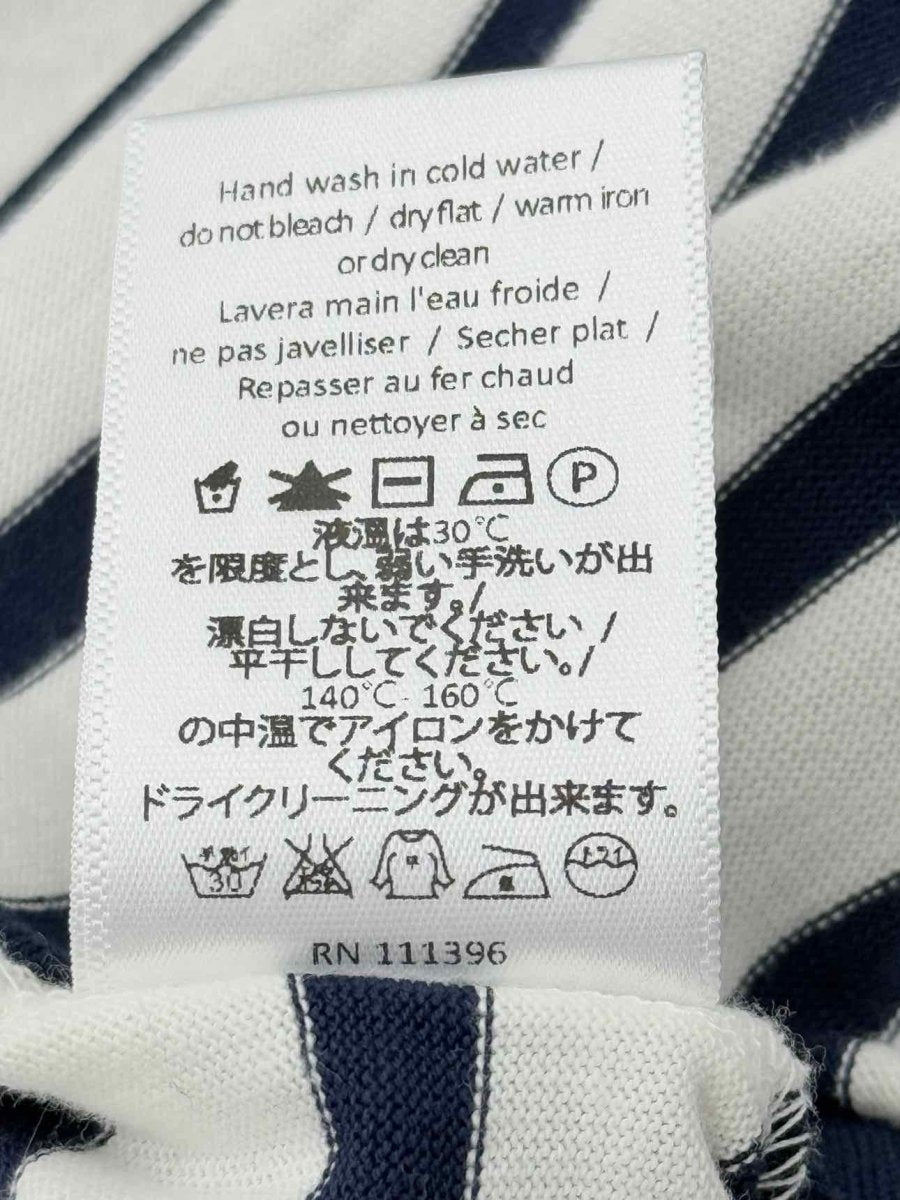 Hand wash in cold water /
do not bleach / dry flat / warm iron
or dry clean
Lavera main l'eau froide /
ne pas javelliser / Secher plat /
Repasser au fer chaud
ou nettoyer à sec
P
液温は30℃
を限度とし、弱い手洗いが出
来ます。/
漂白しないでください /
平干ししてください。/
140℃ - 160℃
の中温でアイロンをかけて
ください。
ドライクリーニングが出来ます。
30
ドライ
RN 111396